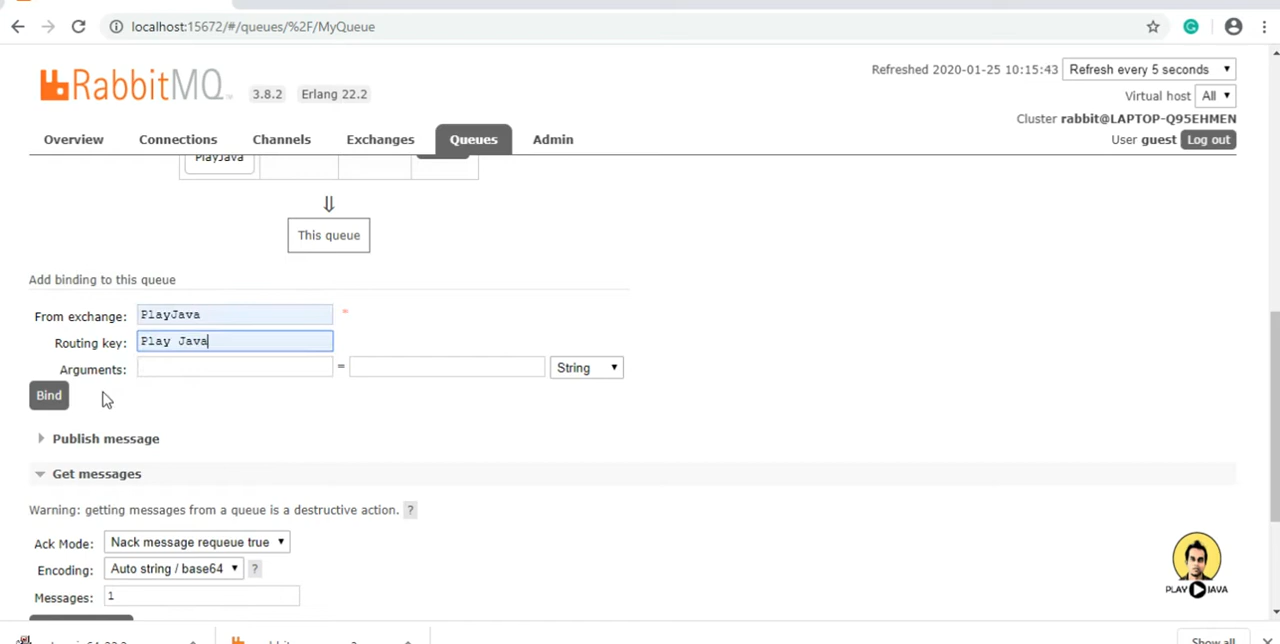 localhost:15672/#/queues/%2F/MyQueue
RabbitMQ TM 3.8.2 Erlang 22.2
Refreshed 2020-01-25 10:15:43 Refresh every 5 seconds
Virtual host All
Cluster rabbit@LAPTOP-Q95EHMEN
User guest Log out
Overview Connections Channels Exchanges Queues Admin
PlayJava
⇓
This queue
Add binding to this queue
From exchange: PlayJava *
Routing key: Play Java
Arguments: = String
Bind
Publish message
Get messages
Warning: getting messages from a queue is a destructive action. ?
Ack Mode: Nack message requeue true
Encoding: Auto string / base64 ?
Messages: 1
PLAY JAVA
Show all